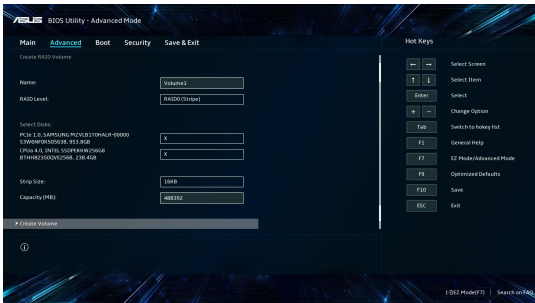 ASUS BIOS Utility - Advanced Mode
Main Advanced Boot Security Save & Exit
Hot Keys
Create RAID Volume
Name: Volume1
RAID Level: RAID0 (Stripe)
Select Disks:
PCIe 1.0, SAMSUNG MZVLB1T0HALR-00000
S3W6NF0K505638, 953.8GB X
CPUa 4.0, INTEL SSDPEKKW256G8
BTHH82350QVE256B, 238.4GB X
Strip Size: 16KB
Capacity (MB): 488392
Create Volume
← → Select Screen
↑ ↓ Select Item
Enter Select
+ − Change Option
Tab Switch to hokey list
F1 General Help
F7 EZ Mode/Advanced Mode
F9 Optimized Defaults
F10 Save
ESC Exit
EZ Mode(F7) | Search on FAQ